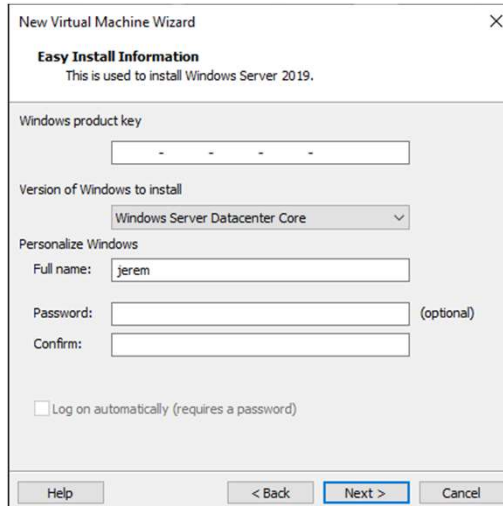 New Virtual Machine Wizard
Easy Install Information
This is used to install Windows Server 2019.
Windows product key
- - - -
Version of Windows to install
Windows Server Datacenter Core
Personalize Windows
Full name: jerem
Password: (optional)
Confirm:
Log on automatically (requires a password)
Help < Back Next > Cancel